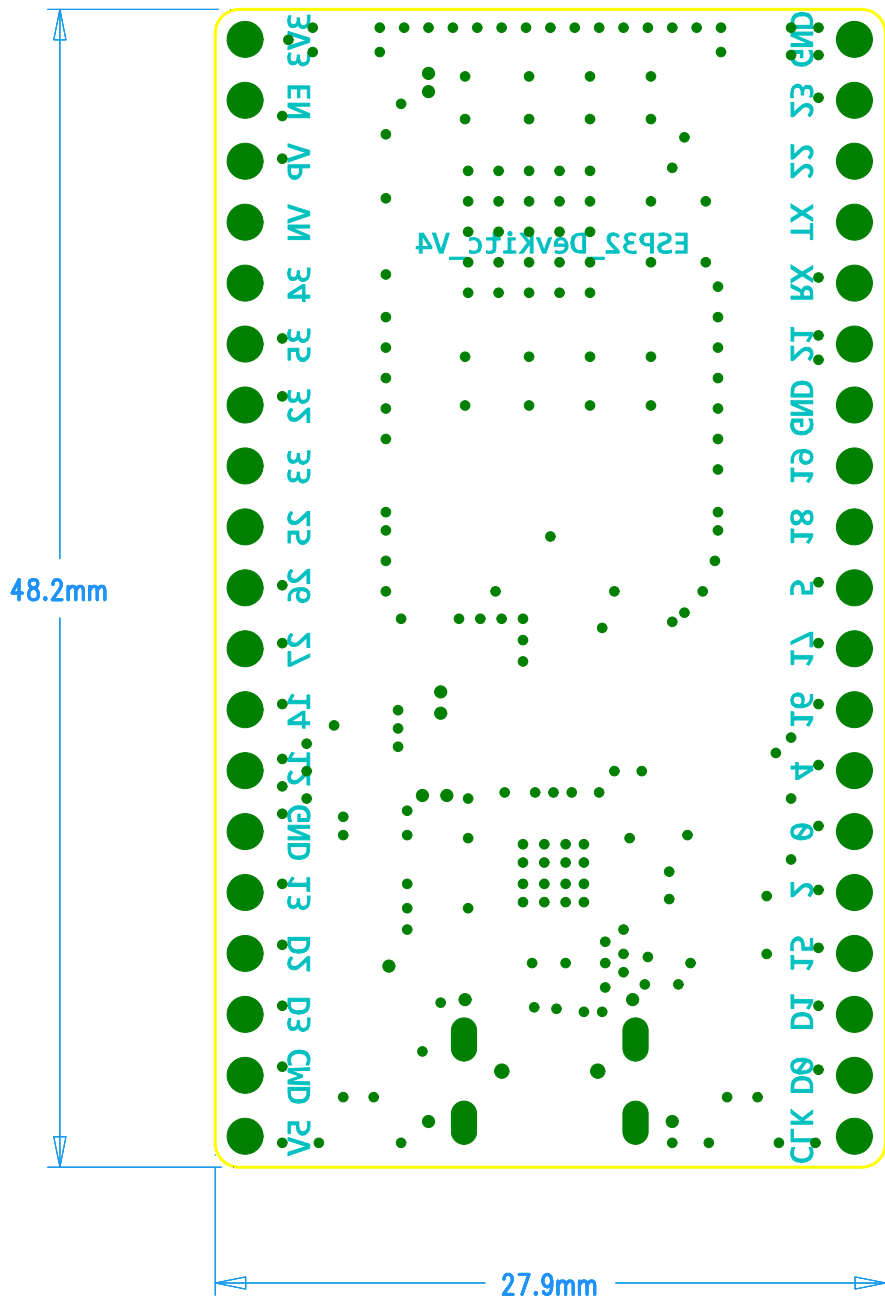 3V3
EN
VP
VN
34
35
32
33
25
26
27
14
12
GND
13
D2
D3
CMD
5V
ESP32_DevKitc_V4
GND
23
22
TX
RX
21
GND
19
18
5
17
16
4
0
2
15
D1
D0
CLK
48.2mm
27.9mm